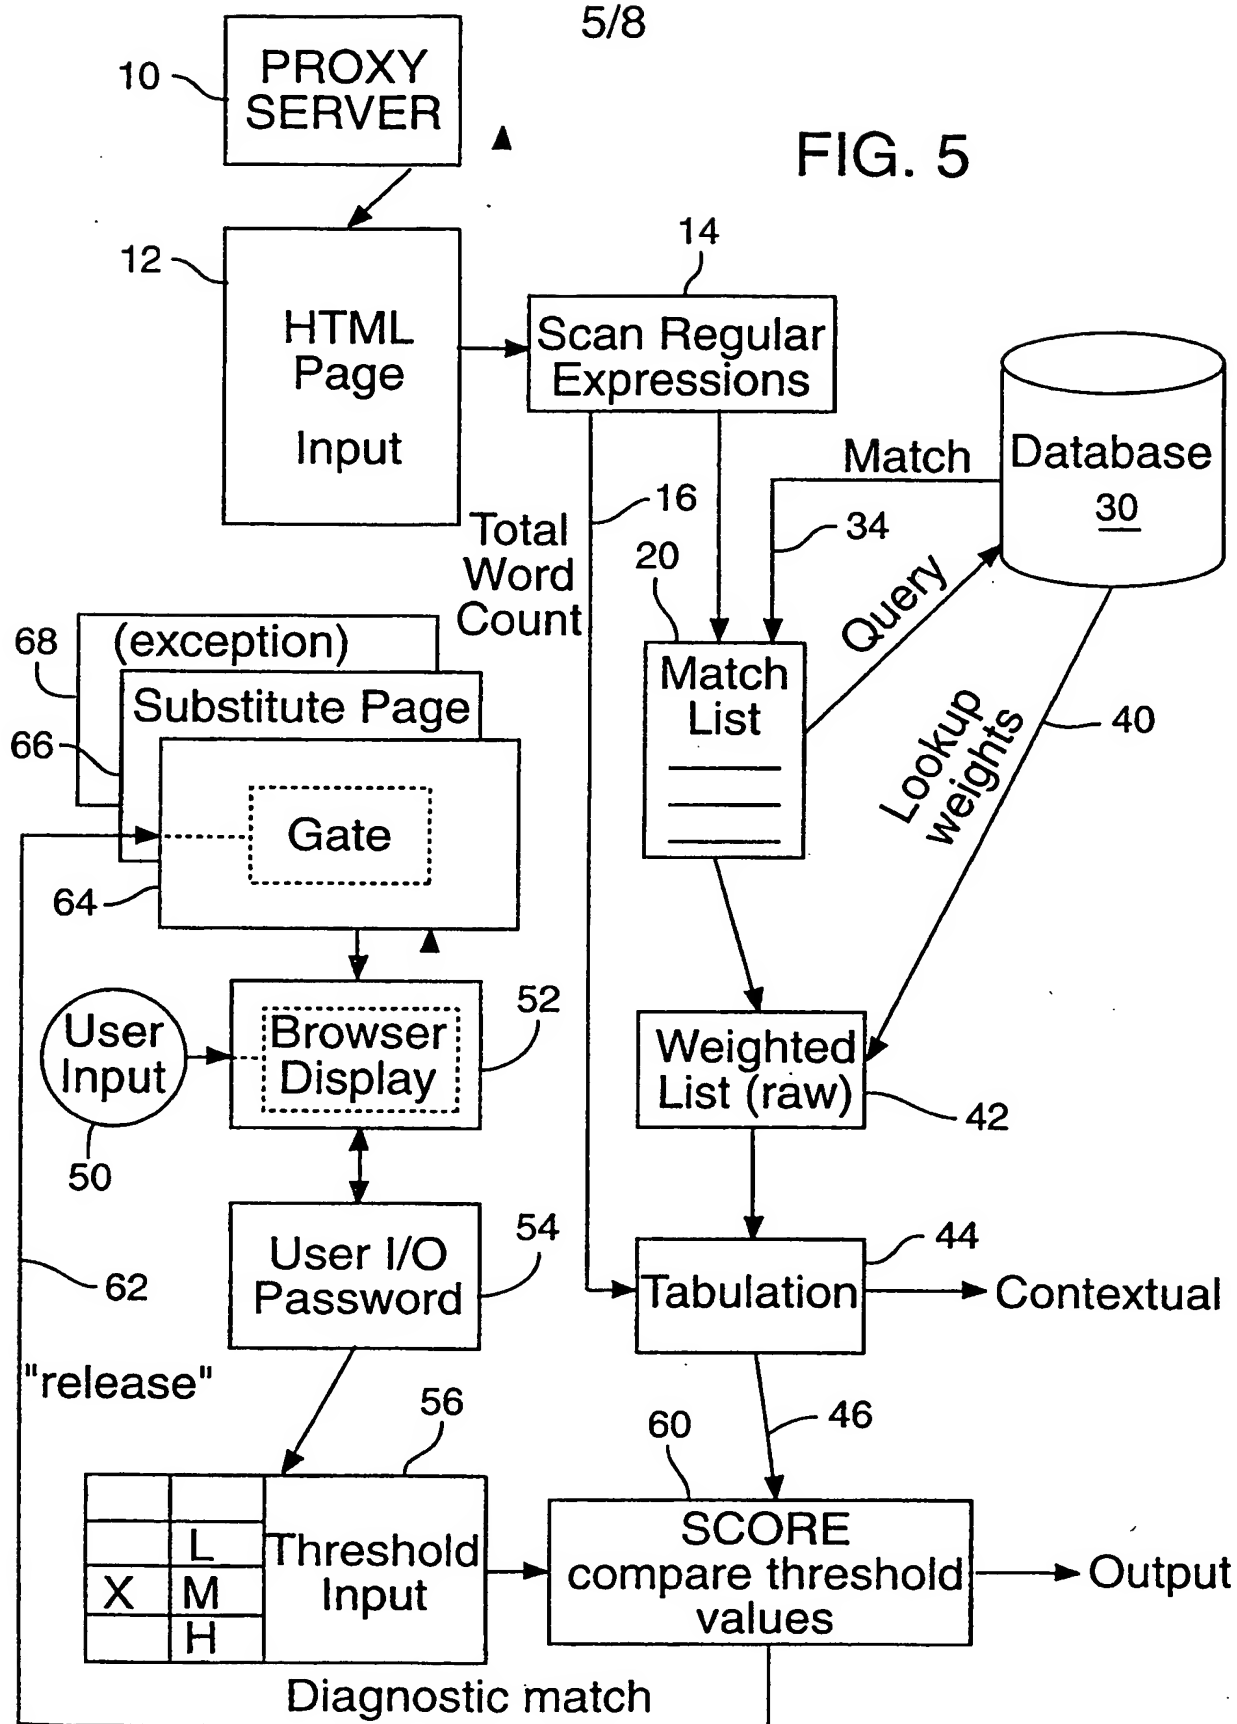 5/8
PROXY
SERVER
10
FIG. 5
12
HTML
Page
Input
14
Scan Regular
Expressions
Match
Database
30
16
34
Total
Word
Count
20
Query
Match
List
Lookup
weights
40
68
(exception)
Substitute Page
66
Gate
64
User
Input
50
Browser
Display
52
Weighted
List (raw)
42
User I/O
Password
54
44
Tabulation
Contextual
62
"release"
46
56
60
L
X M
H
Threshold
Input
SCORE
compare threshold
values
Output
Diagnostic match